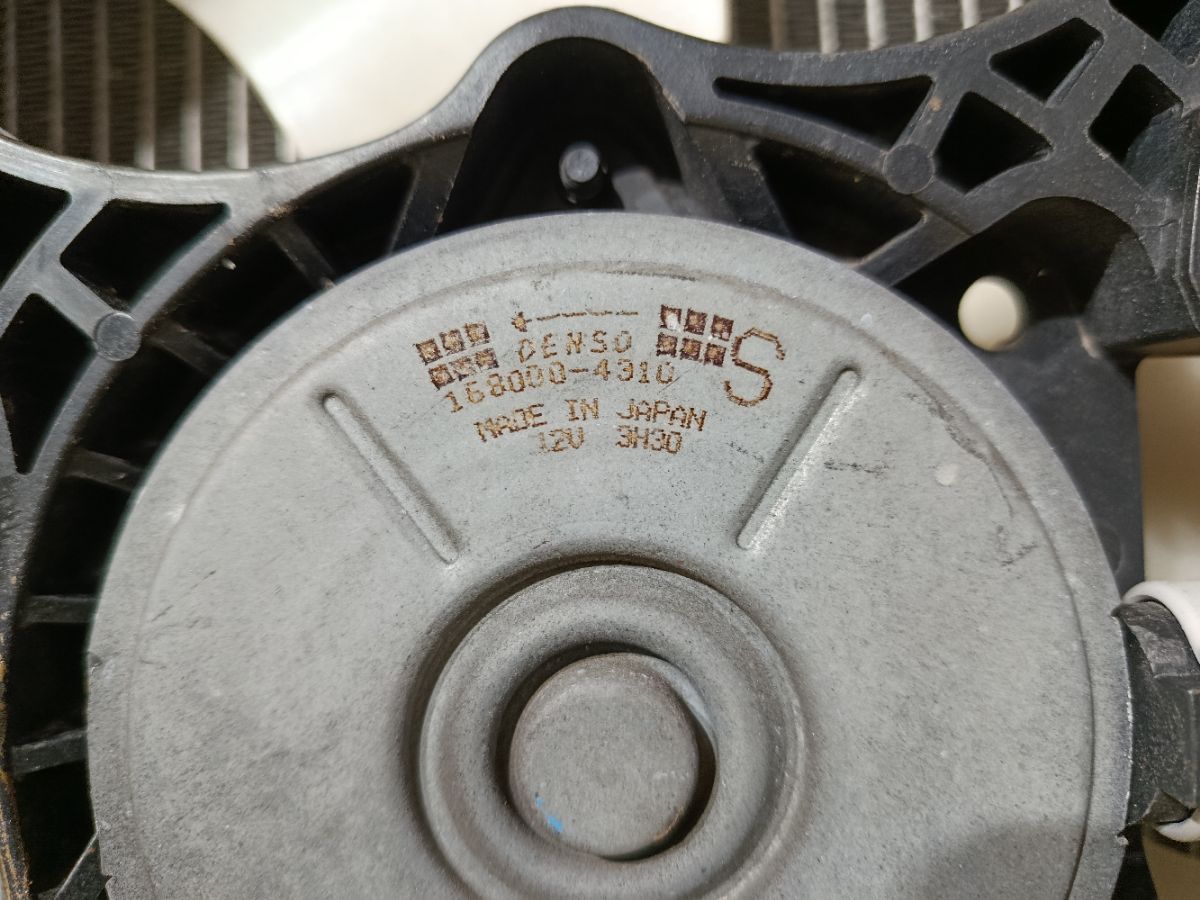 DENSO
S
168000-4310
MADE IN JAPAN
12V 3H30